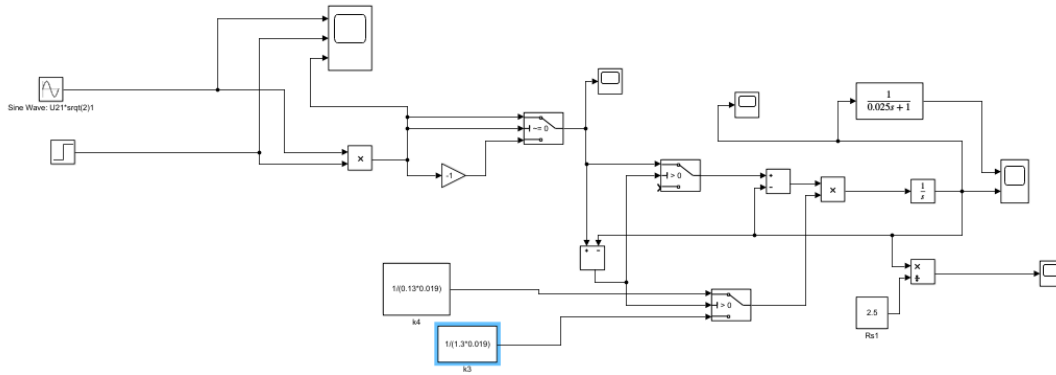 1
0.025s + 1
Sine Wave: U21*srqt(2)1
×
~= 0
-1
> 0
+
−
×
1
s
+ −
×
÷
1/(0.13*0.019)
k4
> 0
2.5
Rs1
1/(1.3*0.019)
k3